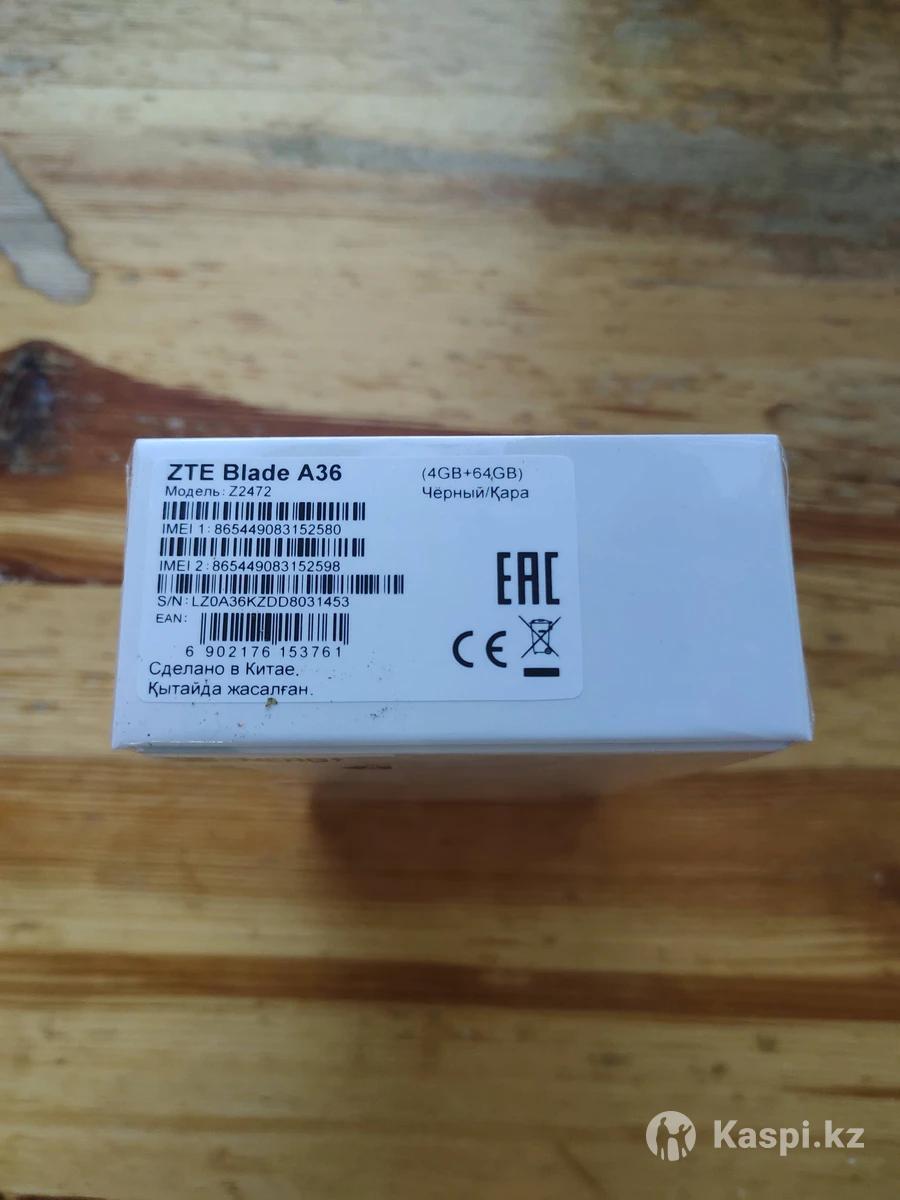 ZTE Blade A36
(4GB+64GB)
Модель: Z2472
Чёрный/Қара
IMEI 1: 865449083152580
IMEI 2: 865449083152598
S/N: LZ0A36KZDD8031453
EAN:
6 902176 153761
EAC
CE
Сделано в Китае.
Қытайда жасалған.
Kaspi.kz